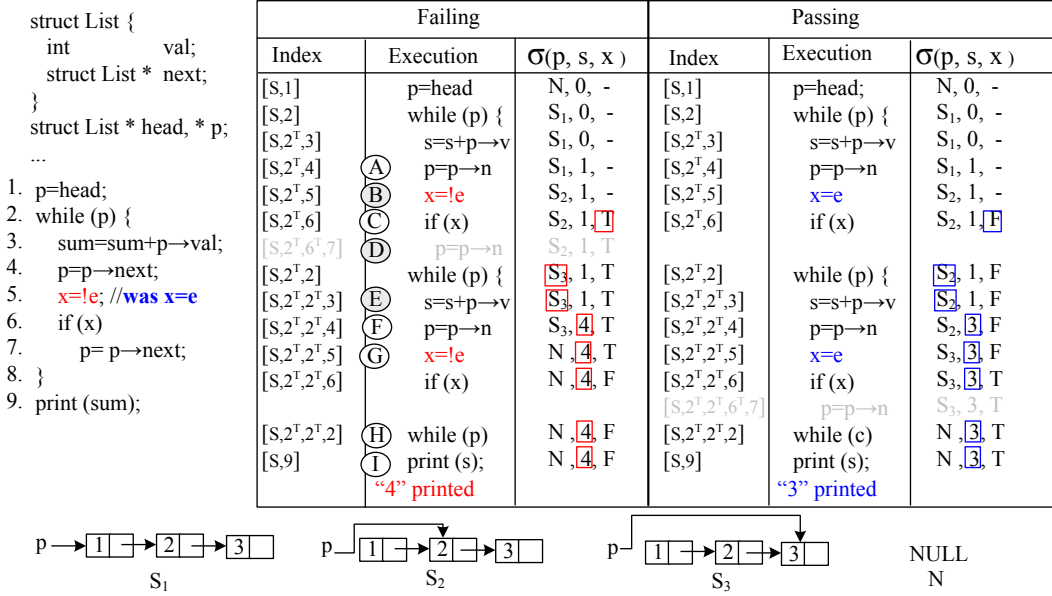 struct List {
int val;
struct List * next;
}
struct List * head, * p;
...
1. p=head;
2. while (p) {
3. sum=sum+p→val;
4. p=p→next;
5. x=!e; //was x=e
6. if (x)
7. p= p→next;
8. }
9. print (sum);
Failing Passing
Index Execution σ(p, s, x ) Index Execution σ(p, s, x )
[S,1] p=head N, 0, - [S,1] p=head; N, 0, -
[S,2] while (p) { S₁, 0, - [S,2] while (p) { S₁, 0, -
[S,2ᵀ,3] s=s+p→v S₁, 0, - [S,2ᵀ,3] s=s+p→v S₁, 0, -
[S,2ᵀ,4] A p=p→n S₁, 1, - [S,2ᵀ,4] p=p→n S₁, 1, -
[S,2ᵀ,5] B x=!e S₂, 1, - [S,2ᵀ,5] x=e S₂, 1, -
[S,2ᵀ,6] C if (x) S₂, 1, T [S,2ᵀ,6] if (x) S₂, 1, F
[S,2ᵀ,6ᵀ,7] D p=p→n S₂, 1, T
[S,2ᵀ,2] while (p) { S₃, 1, T [S,2ᵀ,2] while (p) { S₂, 1, F
[S,2ᵀ,2ᵀ,3] E s=s+p→v S₃, 1, T [S,2ᵀ,2ᵀ,3] s=s+p→v S₂, 1, F
[S,2ᵀ,2ᵀ,4] F p=p→n S₃, 4, T [S,2ᵀ,2ᵀ,4] p=p→n S₂, 3, F
[S,2ᵀ,2ᵀ,5] G x=!e N , 4, T [S,2ᵀ,2ᵀ,5] x=e S₃, 3, F
[S,2ᵀ,2ᵀ,6] if (x) N , 4, F [S,2ᵀ,2ᵀ,6] if (x) S₃, 3, T
[S,2ᵀ,2ᵀ,6ᵀ,7] p=p→n S₃, 3, T
[S,2ᵀ,2ᵀ,2] H while (p) N , 4, F [S,2ᵀ,2ᵀ,2] while (c) N , 3, T
[S,9] I print (s); N , 4, F [S,9] print (s); N , 3, T
“4” printed “3” printed
p 1 2 3 p 1 2 3 p 1 2 3 NULL
S₁ S₂ S₃ N